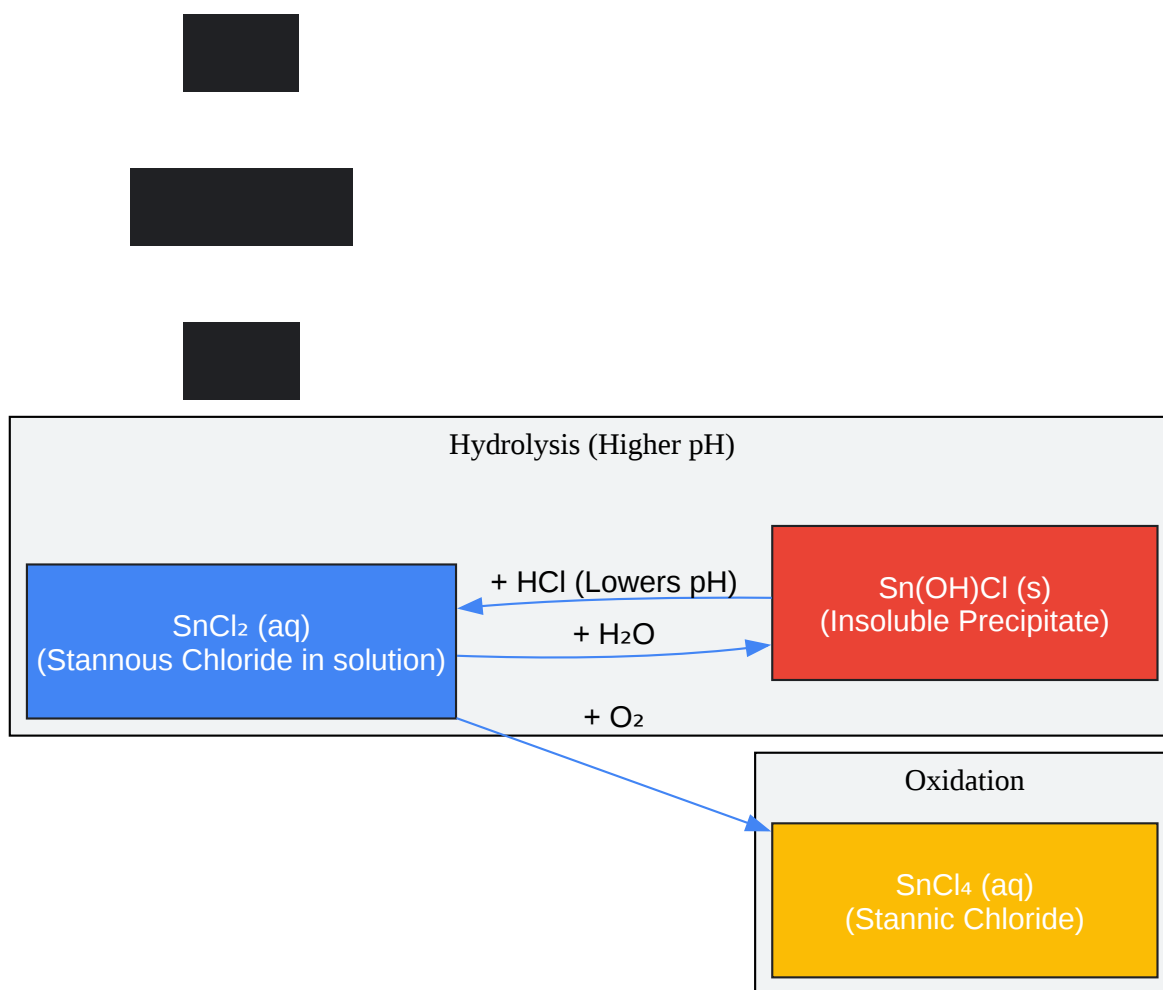 Hydrolysis (Higher pH)
+ HCl (Lowers pH)
Sn(OH)Cl (s)
(Insoluble Precipitate)
SnCl₂ (aq)
(Stannous Chloride in solution)
+ H₂O
+ O₂
Oxidation
SnCl₄ (aq)
(Stannic Chloride)